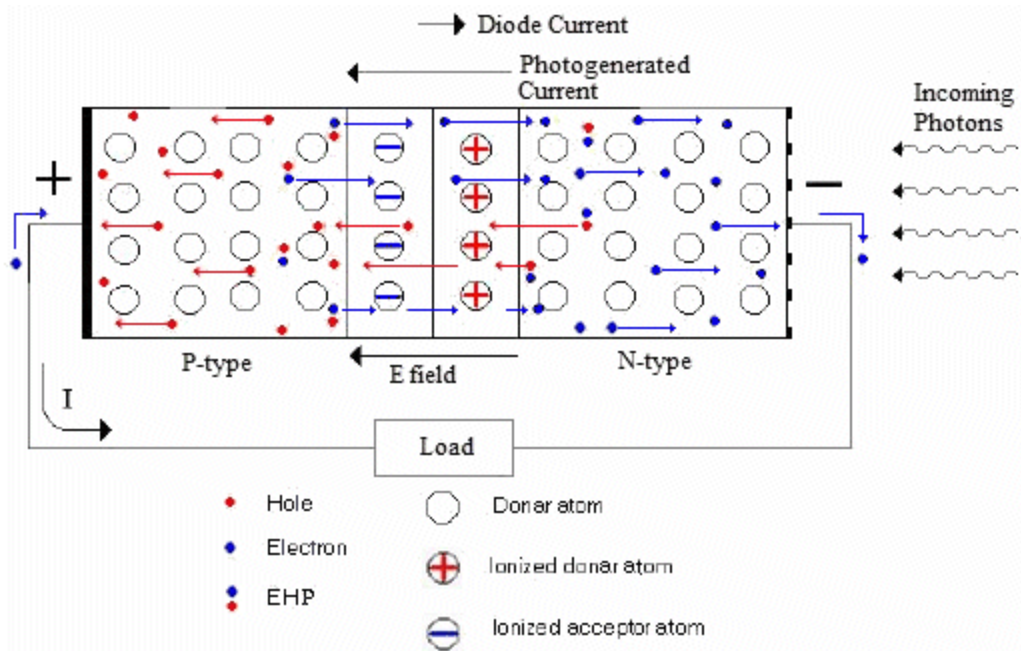 Diode Current
Photogenerated
Current
Incoming
Photons
+
−
P-type
E field
N-type
I
Load
Hole
Donar atom
Electron
Ionized donar atom
EHP
Ionized acceptor atom